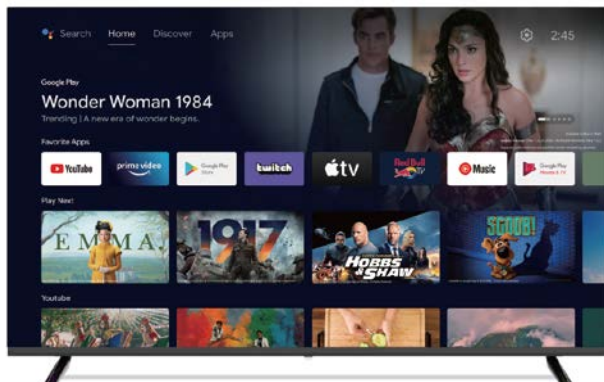 Search Home Discover Apps 2:45
Google Play
Wonder Woman 1984
Trending | A new era of wonder begins.
Favorite Apps
YouTube prime video Google Play Store twitch tv Red Bull TV Music Google Play Movies & TV
Play Next
EMMA. 1917 HOBBS & SHAW SCOOB!
Youtube